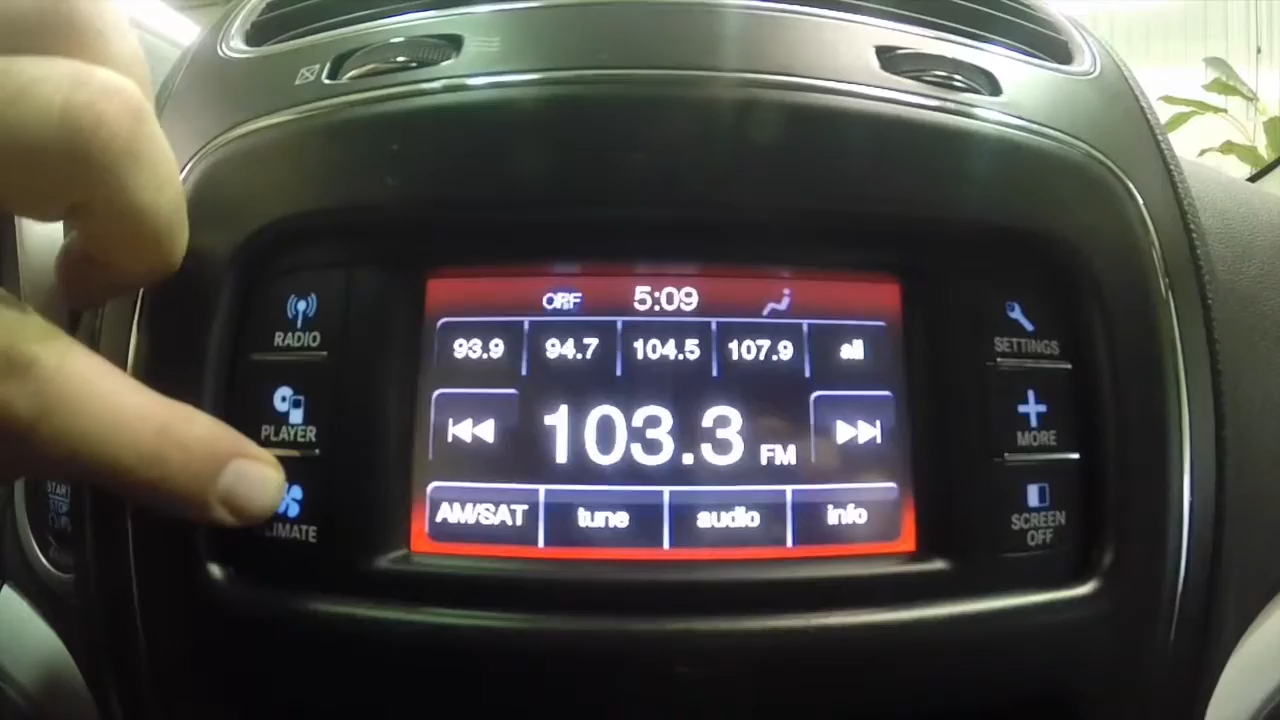 OFF 5:09
93.9 94.7 104.5 107.9 all
103.3 FM
AM/SAT tune audio info
RADIO
PLAYER
LIMATE
SETTINGS
MORE
SCREEN
OFF
START
STOP